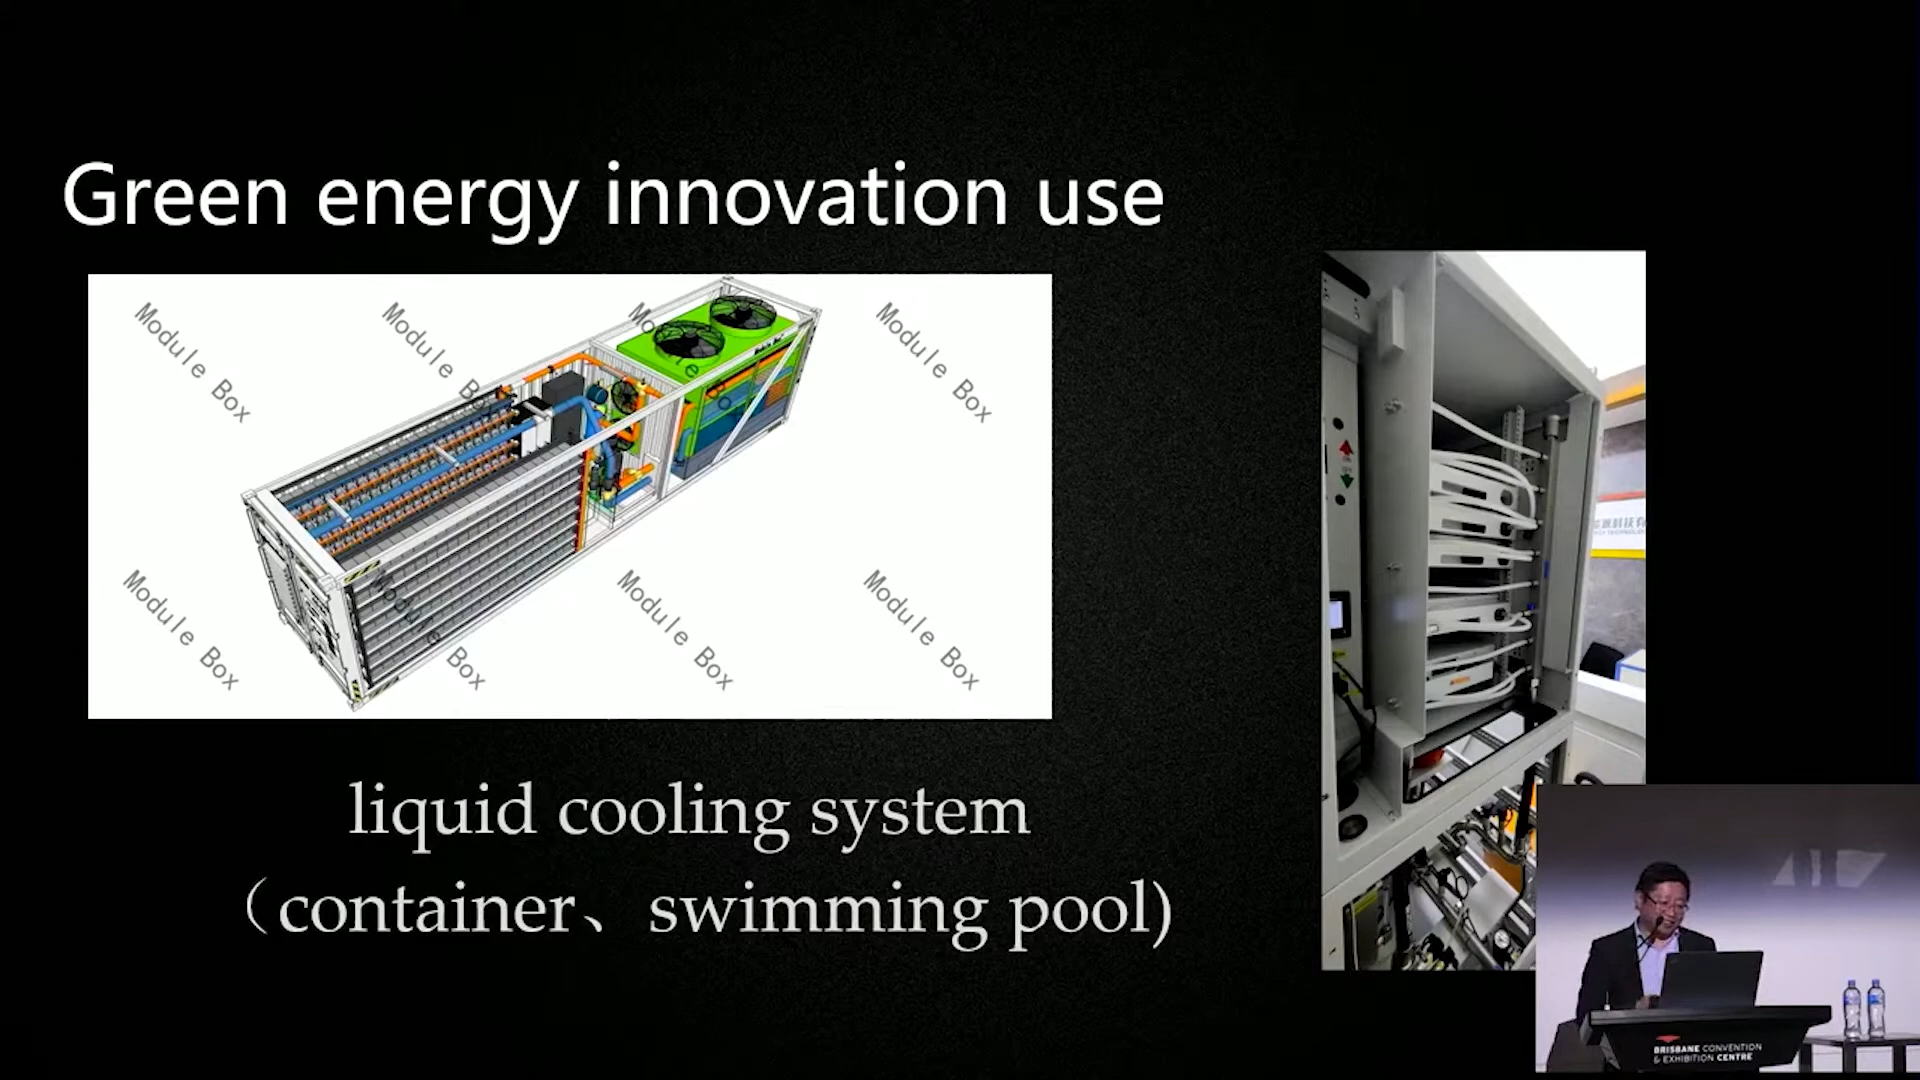 Green energy innovation use
Module Box
Module Box
Module
Module Box
Module Box
Module Box
Module Box
Module Box
liquid cooling system
（container、swimming pool)
BRISBANE CONVENTION
& EXHIBITION CENTRE